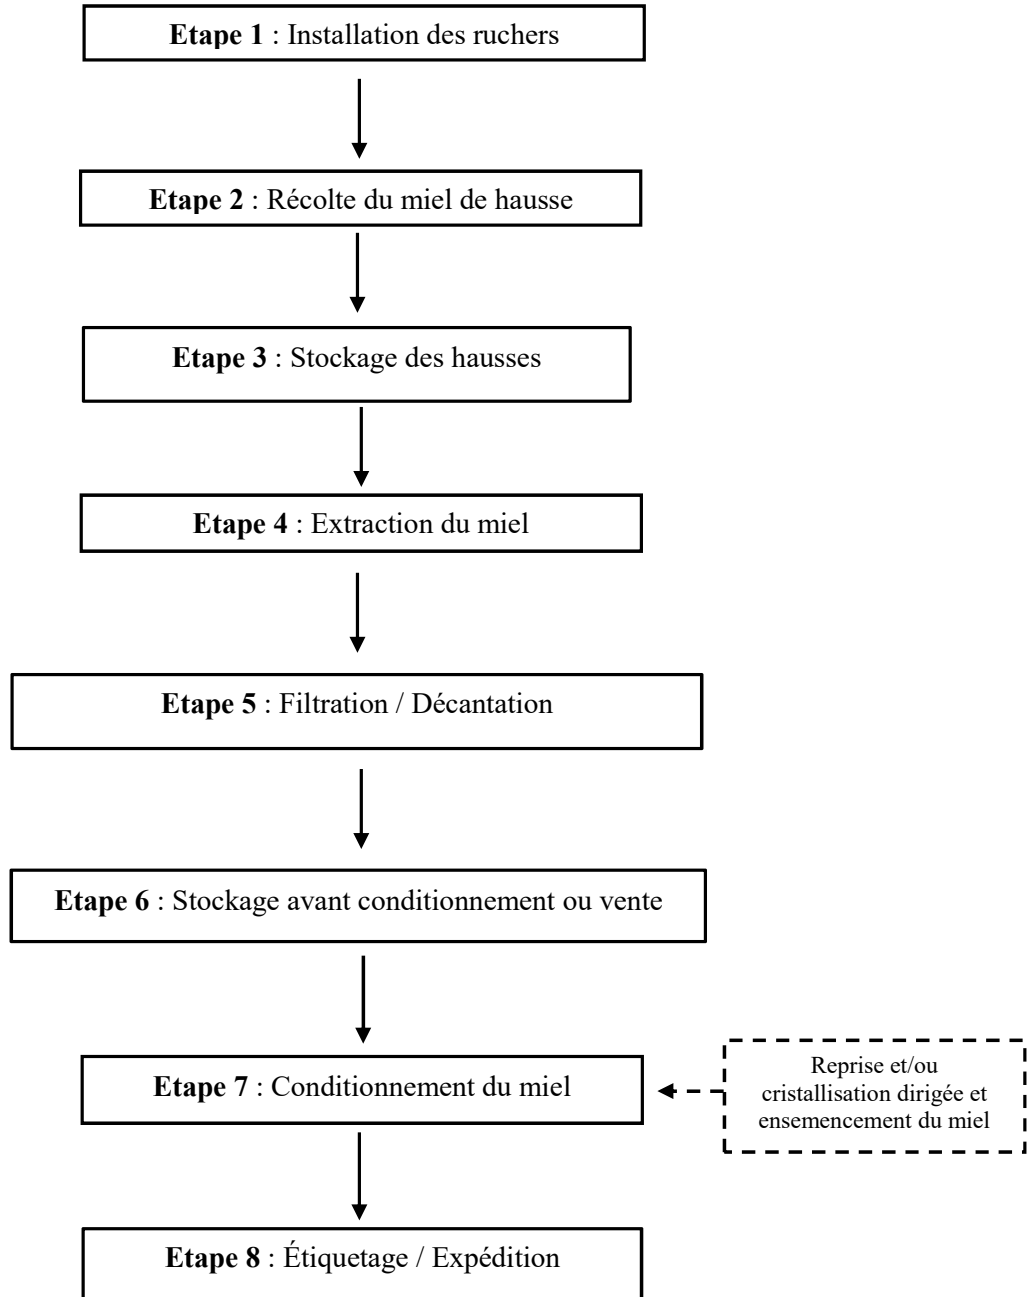 Etape 1 : Installation des ruchers
Etape 2 : Récolte du miel de hausse
Etape 3 : Stockage des hausses
Etape 4 : Extraction du miel
Etape 5 : Filtration / Décantation
Etape 6 : Stockage avant conditionnement ou vente
Etape 7 : Conditionnement du miel
Reprise et/ou
cristallisation dirigée et
ensemencement du miel
Etape 8 : Étiquetage / Expédition